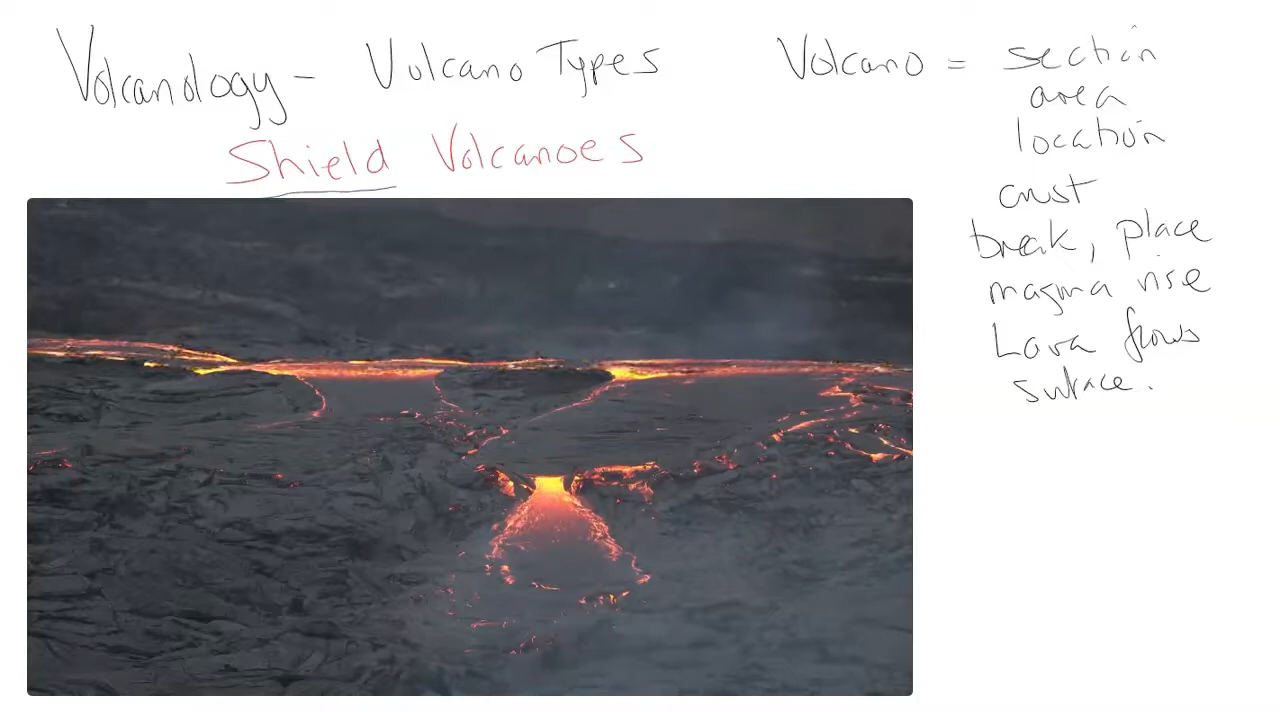 Volcanology - Volcano Types
Shield Volcanoes
Volcano = section
area
location
crust
break, place
magma rise
Lava flows
surface.